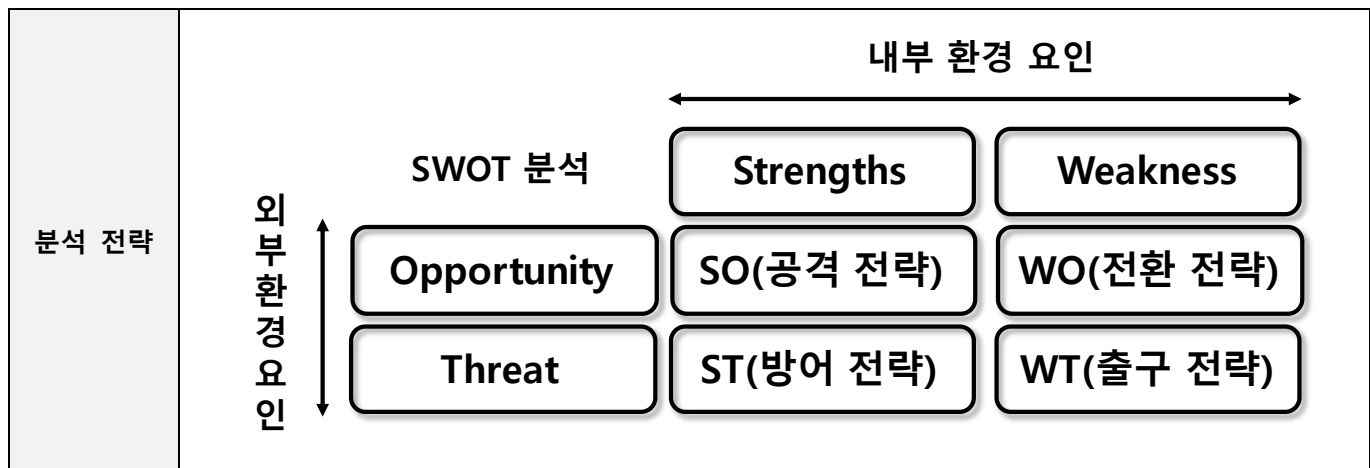 분석 전략
내부 환경 요인
SWOT 분석
Strengths
Weakness
외부환경요인
Opportunity
SO(공격 전략)
WO(전환 전략)
Threat
ST(방어 전략)
WT(출구 전략)